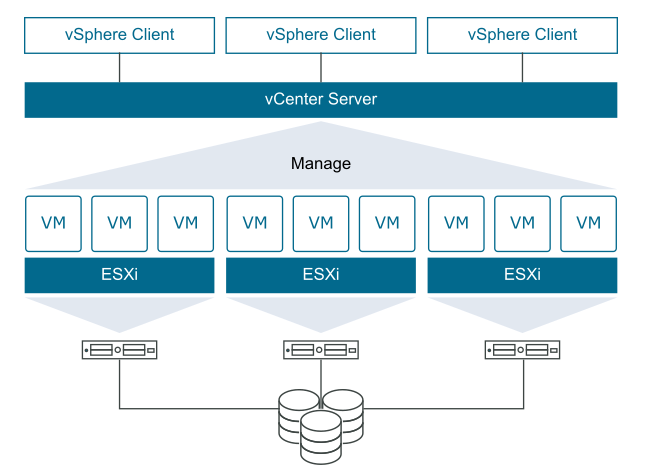 vSphere Client vSphere Client vSphere Client
vCenter Server
Manage
VM VM VM VM VM VM VM VM VM
ESXi ESXi ESXi